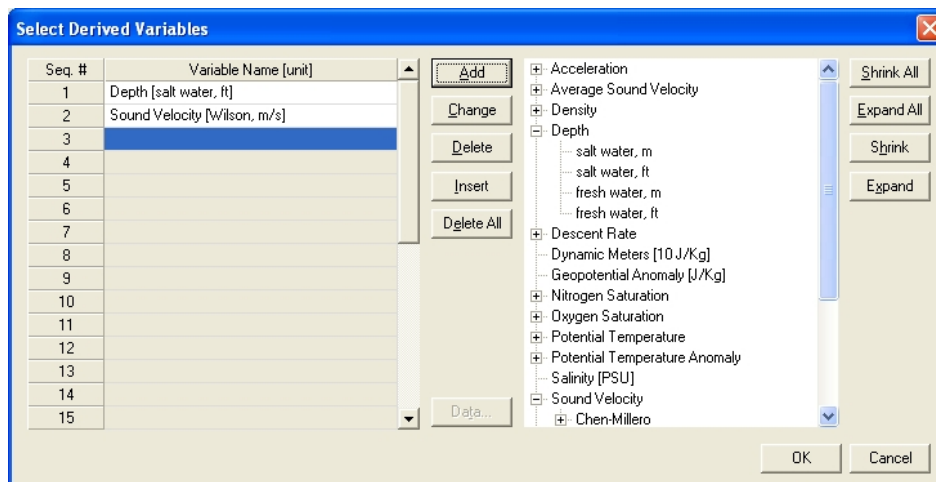 Select Derived Variables
Seq. # Variable Name [unit]
1 Depth [salt water, ft]
2 Sound Velocity [Wilson, m/s]
3
4
5
6
7
8
9
10
11
12
13
14
15
Add
Change
Delete
Insert
Delete All
Data...
Acceleration
Average Sound Velocity
Density
Depth
salt water, m
salt water, ft
fresh water, m
fresh water, ft
Descent Rate
Dynamic Meters [10 J/Kg]
Geopotential Anomaly [J/Kg]
Nitrogen Saturation
Oxygen Saturation
Potential Temperature
Potential Temperature Anomaly
Salinity [PSU]
Sound Velocity
Chen-Millero
Shrink All
Expand All
Shrink
Expand
OK
Cancel